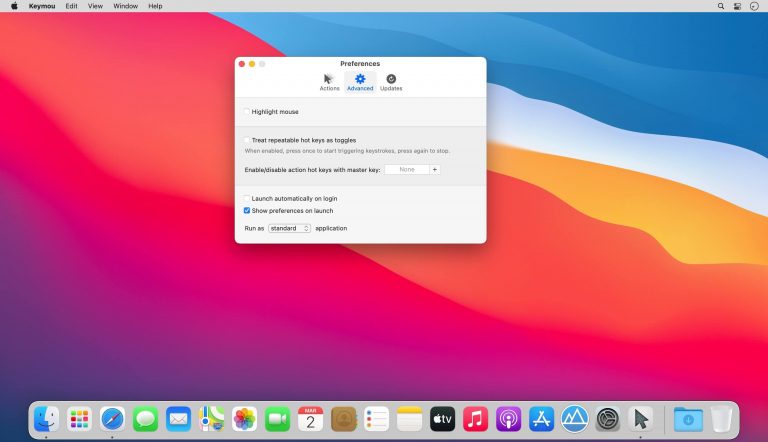 Keymou Edit View Window Help
Preferences
Actions Advanced Updates
Highlight mouse
Treat repeatable hot keys as toggles
When enabled, press once to start triggering keystrokes, press again to stop.
Enable/disable action hot keys with master key: None +
Launch automatically on login
Show preferences on launch
Run as standard application
MAR
2
tv